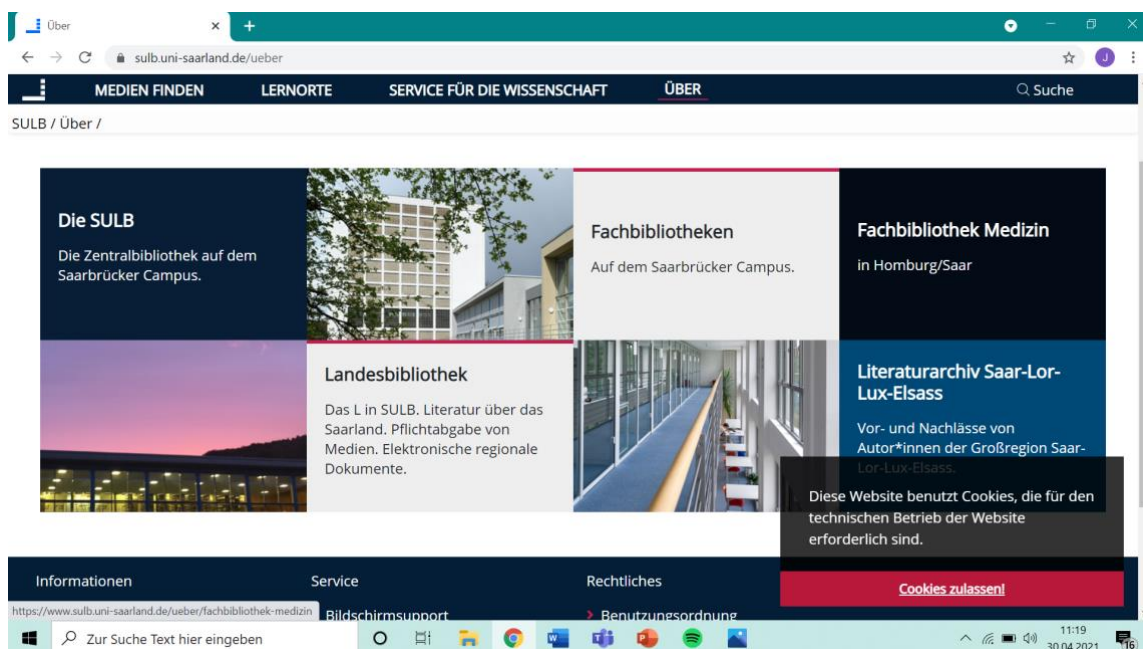 Über
sulb.uni-saarland.de/ueber
J
MEDIEN FINDEN LERNORTE SERVICE FÜR DIE WISSENSCHAFT ÜBER Suche
SULB / Über /
Die SULB
Die Zentralbibliothek auf dem
Saarbrücker Campus.
Fachbibliotheken
Auf dem Saarbrücker Campus.
Fachbibliothek Medizin
in Homburg/Saar
Landesbibliothek
Das L in SULB. Literatur über das
Saarland. Pflichtabgabe von
Medien. Elektronische regionale
Dokumente.
Literaturarchiv Saar-Lor-
Lux-Elsass
Vor- und Nachlässe von
Autor*innen der Großregion Saar-
Lor-Lux-Elsass.
Diese Website benutzt Cookies, die für den
technischen Betrieb der Website
erforderlich sind.
Cookies zulassen!
Informationen Service Rechtliches
https://www.sulb.uni-saarland.de/ueber/fachbibliothek-medizin
Bildschirmsupport Benutzungsordnung
Zur Suche Text hier eingeben
11:19
30.04.2021
16